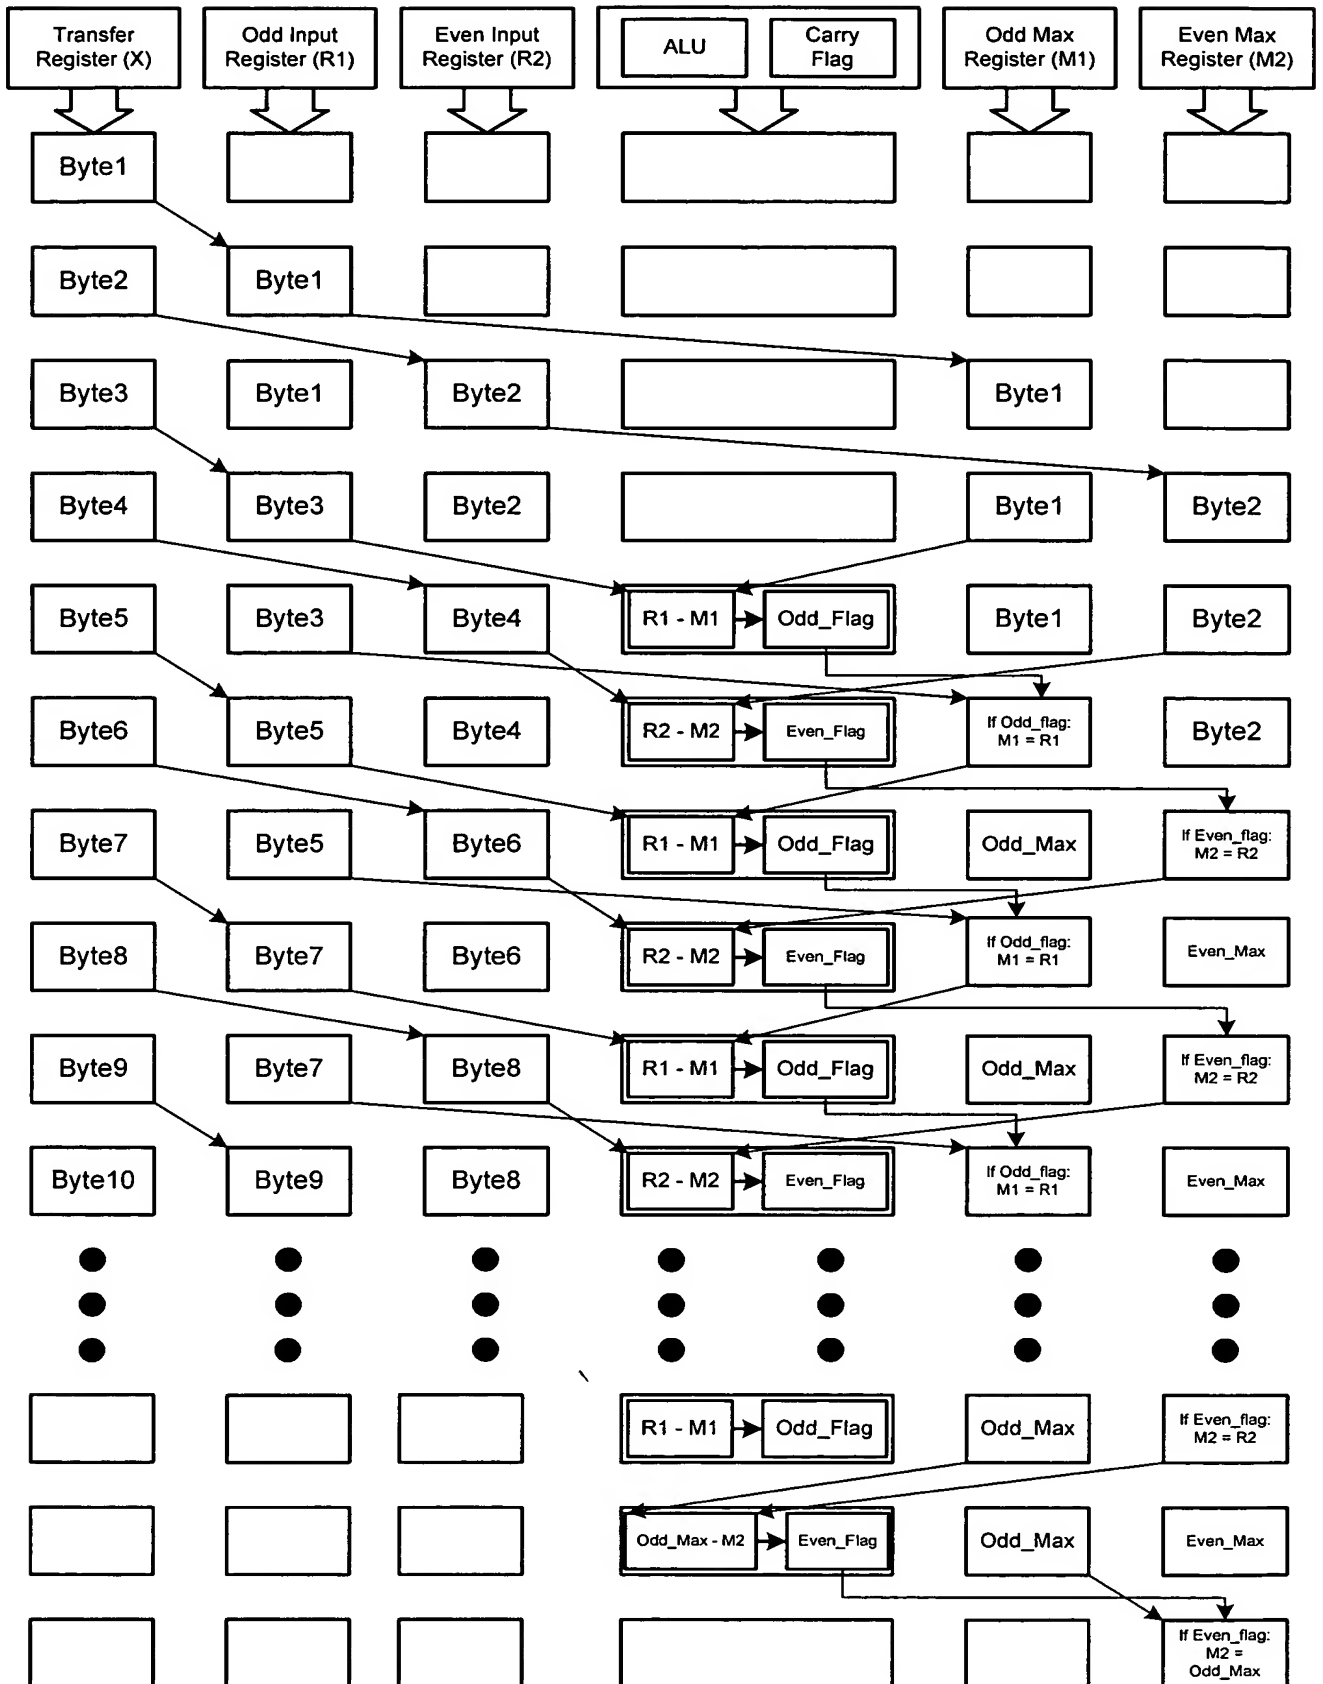 Transfer
Register (X)
Odd Input
Register (R1)
Even Input
Register (R2)
ALU
Carry
Flag
Odd Max
Register (M1)
Even Max
Register (M2)
Byte1
Byte2
Byte1
Byte3
Byte1
Byte2
Byte1
Byte4
Byte3
Byte2
Byte1
Byte2
Byte5
Byte3
Byte4
R1 - M1
Odd_Flag
Byte1
Byte2
Byte6
Byte5
Byte4
R2 - M2
Even_Flag
If Odd_flag:
M1 = R1
Byte2
Byte7
Byte5
Byte6
R1 - M1
Odd_Flag
Odd_Max
If Even_flag:
M2 = R2
Byte8
Byte7
Byte6
R2 - M2
Even_Flag
If Odd_flag:
M1 = R1
Even_Max
Byte9
Byte7
Byte8
R1 - M1
Odd_Flag
Odd_Max
If Even_flag:
M2 = R2
Byte10
Byte9
Byte8
R2 - M2
Even_Flag
If Odd_flag:
M1 = R1
Even_Max
R1 - M1
Odd_Flag
Odd_Max
If Even_flag:
M2 = R2
Odd_Max - M2
Even_Flag
Odd_Max
Even_Max
If Even_flag:
M2 =
Odd_Max